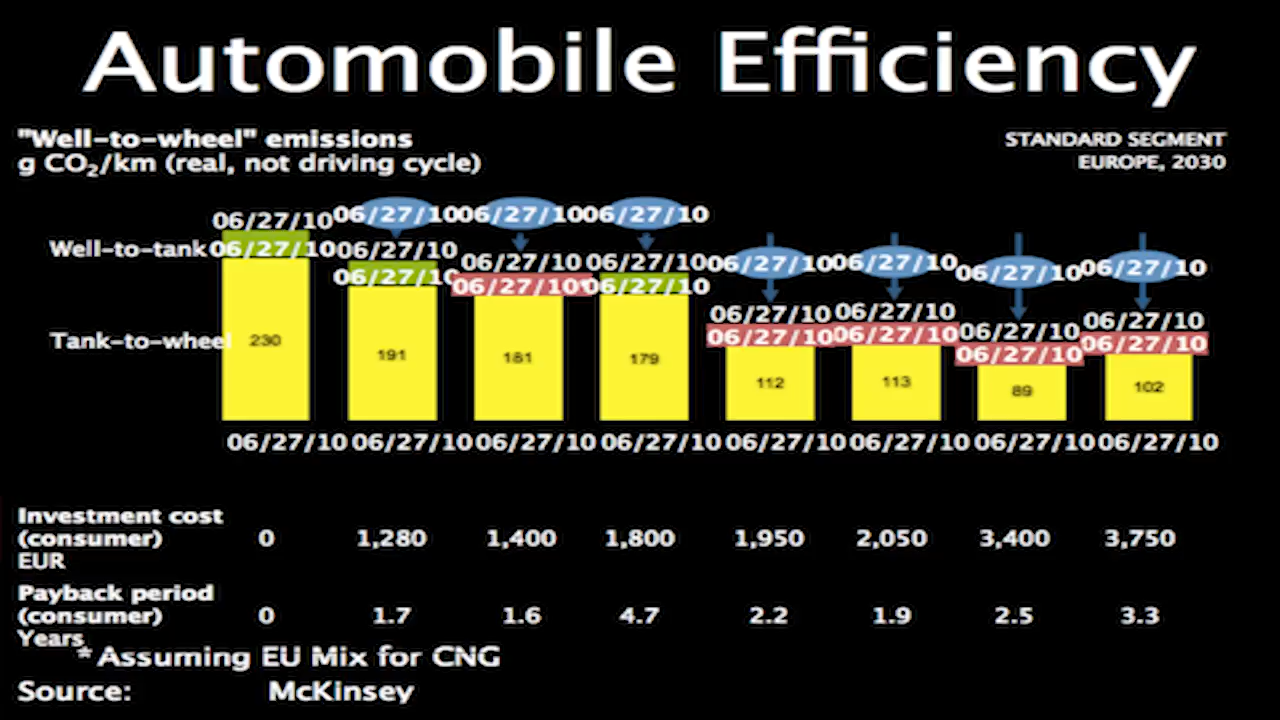 Automobile Efficiency
"Well-to-wheel" emissions
g CO₂/km (real, not driving cycle)
STANDARD SEGMENT
EUROPE, 2030
06/27/10 06/27/10 06/27/10 06/27/10
Well-to-tank 06/27/10 06/27/10 06/27/10 06/27/10 06/27/10 06/27/10 06/27/10 06/27/10
06/27/10 06/27/10* 06/27/10 06/27/10 06/27/10 06/27/10 06/27/10
Tank-to-wheel 06/27/10 06/27/10 06/27/10 06/27/10
230 191 181 179 112 113 89 102
06/27/10 06/27/10 06/27/10 06/27/10 06/27/10 06/27/10 06/27/10 06/27/10
Investment cost
(consumer) 0 1,280 1,400 1,800 1,950 2,050 3,400 3,750
EUR
Payback period
(consumer) 0 1.7 1.6 4.7 2.2 1.9 2.5 3.3
Years
* Assuming EU Mix for CNG
Source: McKinsey